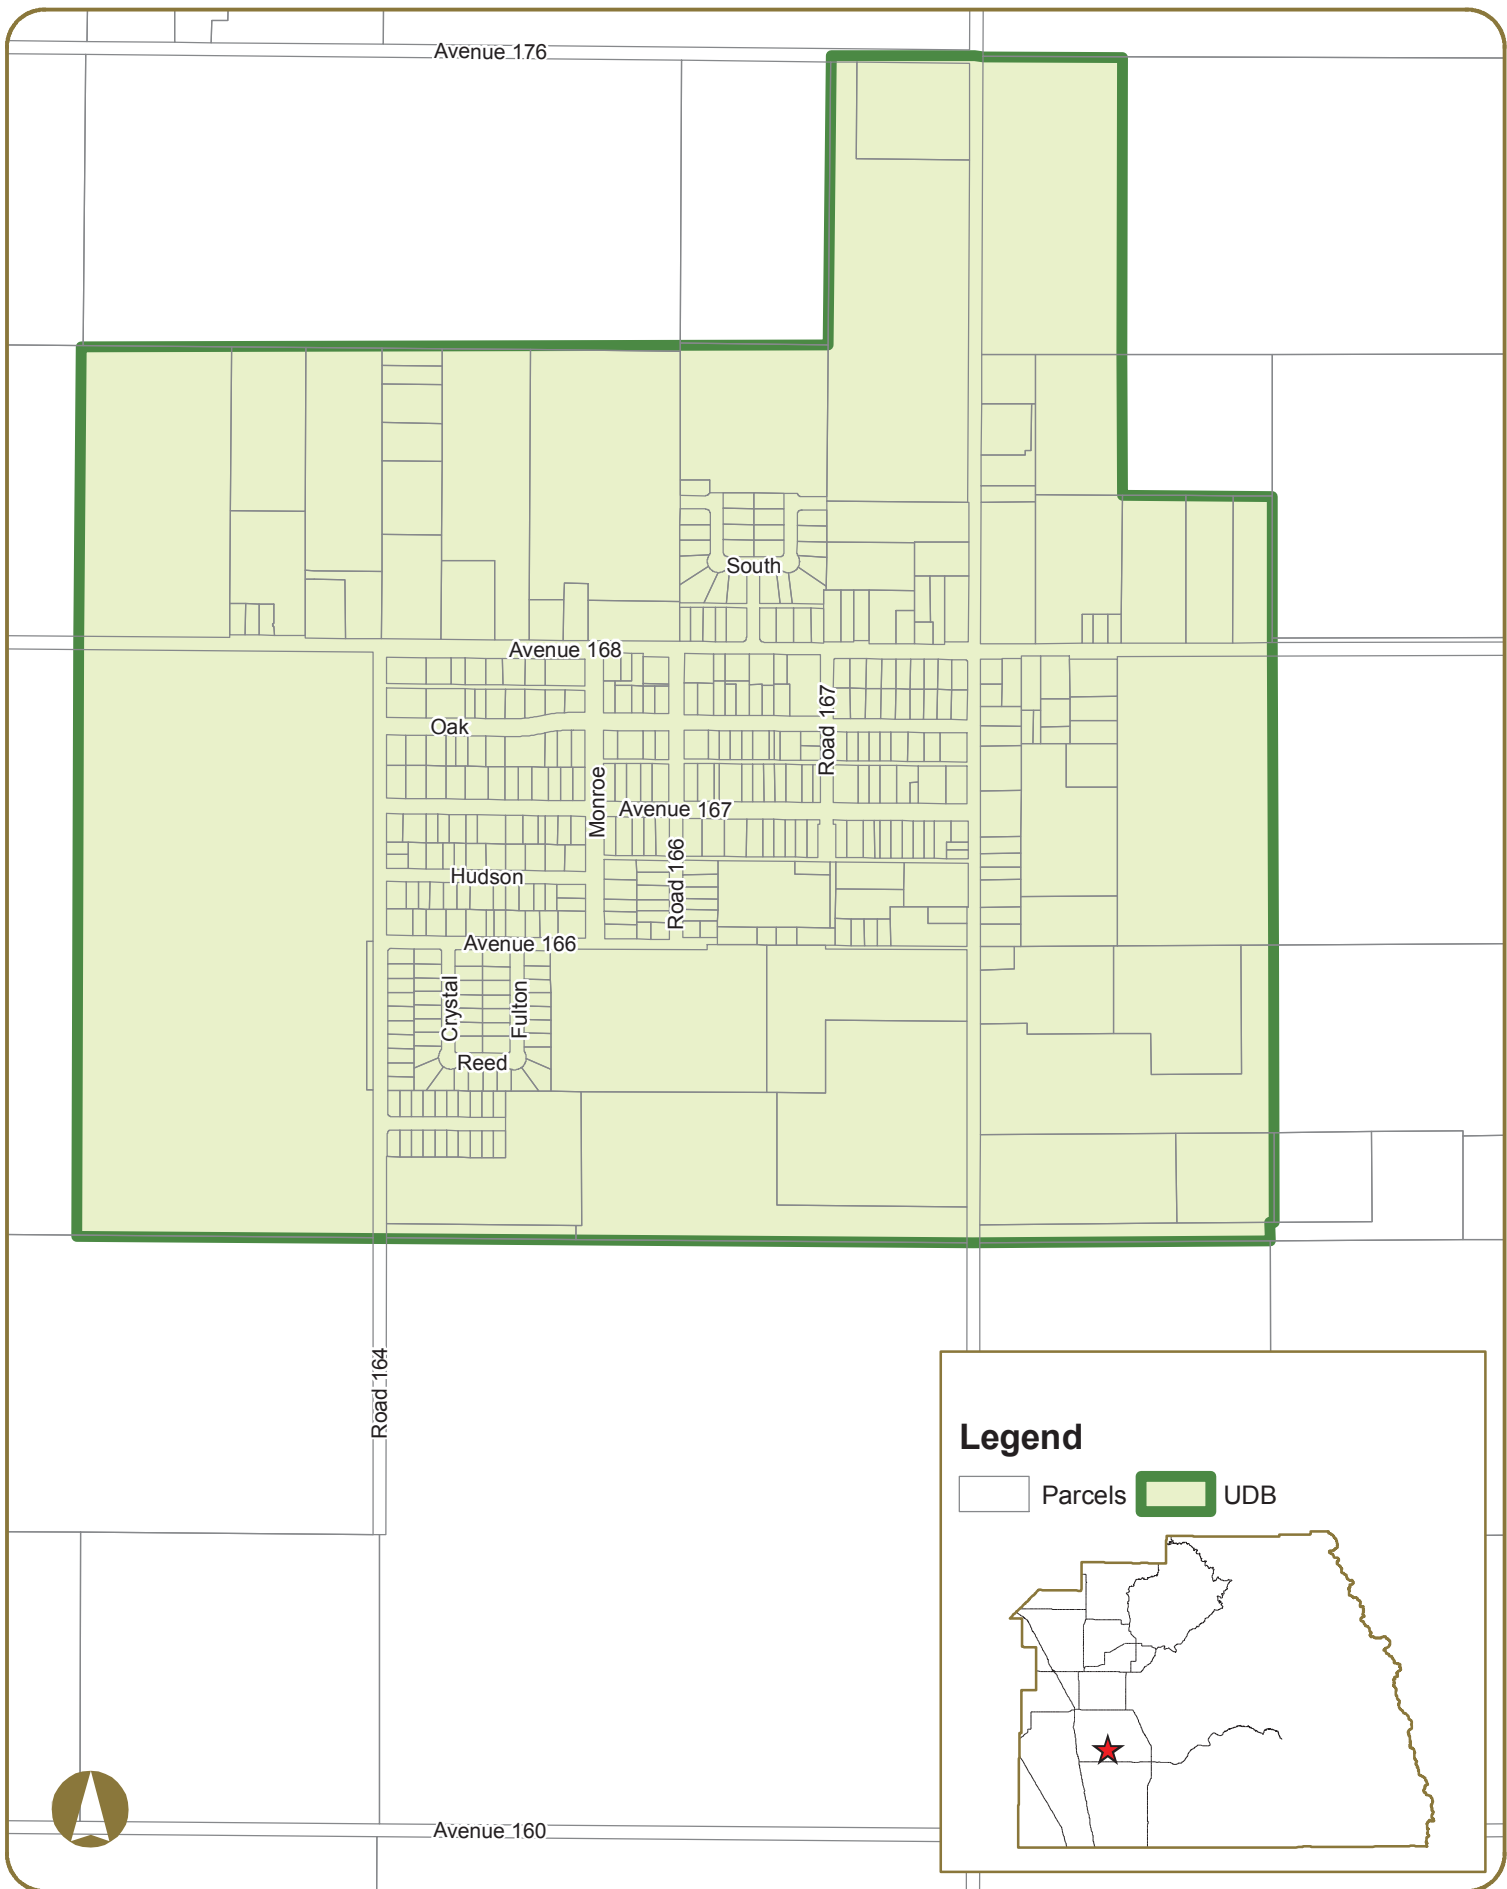 Avenue 176
South
Avenue 168
Road 167
Oak
Monroe
Avenue 167
Road 166
Hudson
Avenue 166
Crystal
Fulton
Reed
Road 164
Legend
Parcels
UDB
Avenue 160